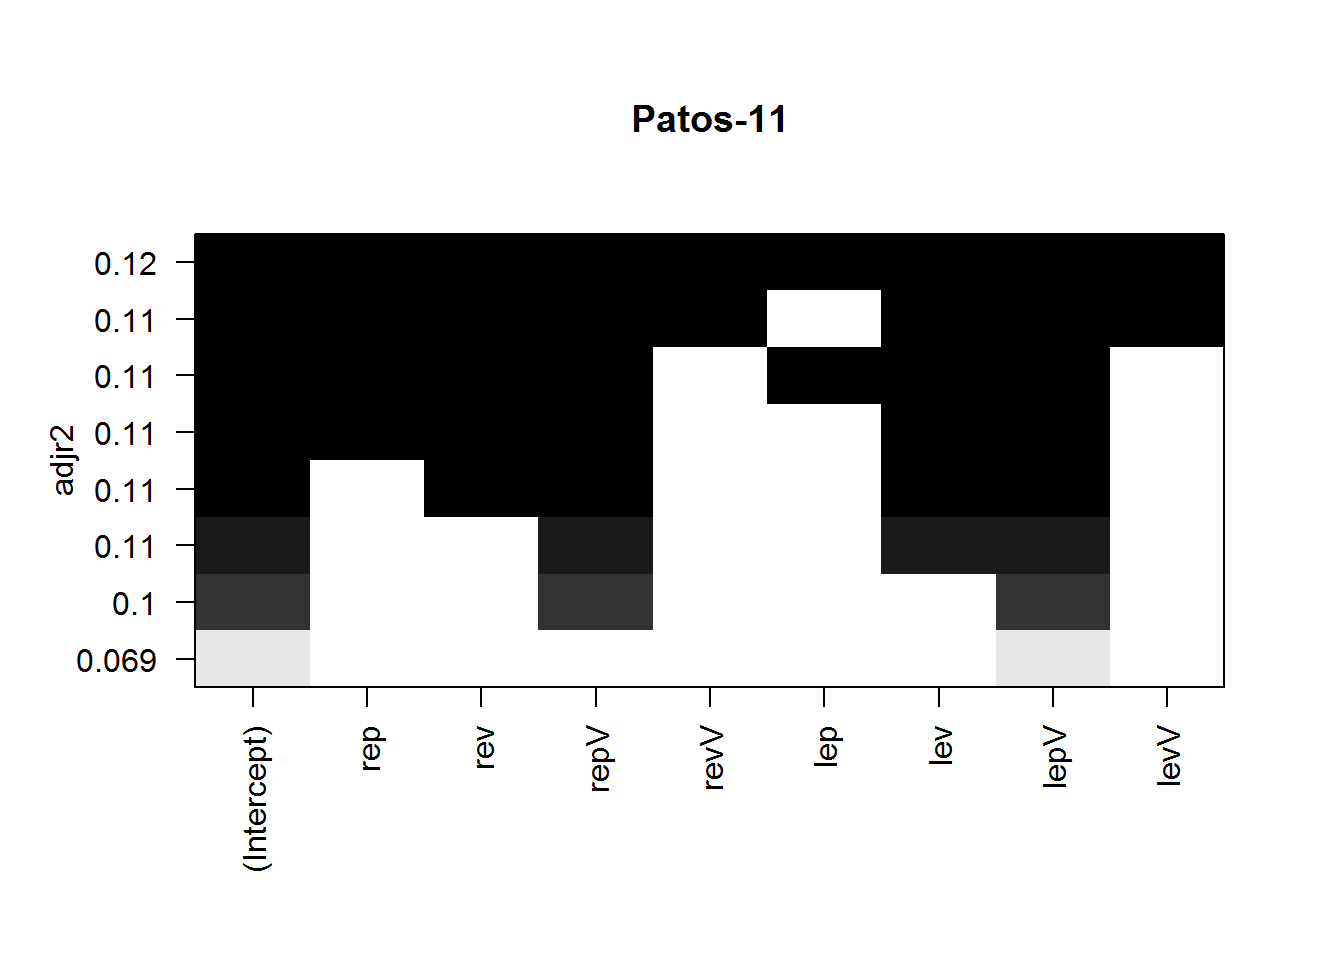 Patos-11
0.12
0.11
0.11
0.11
0.11
0.11
0.1
0.069
adjr2
(Intercept)
rep
rev
repV
revV
lep
lev
lepV
levV